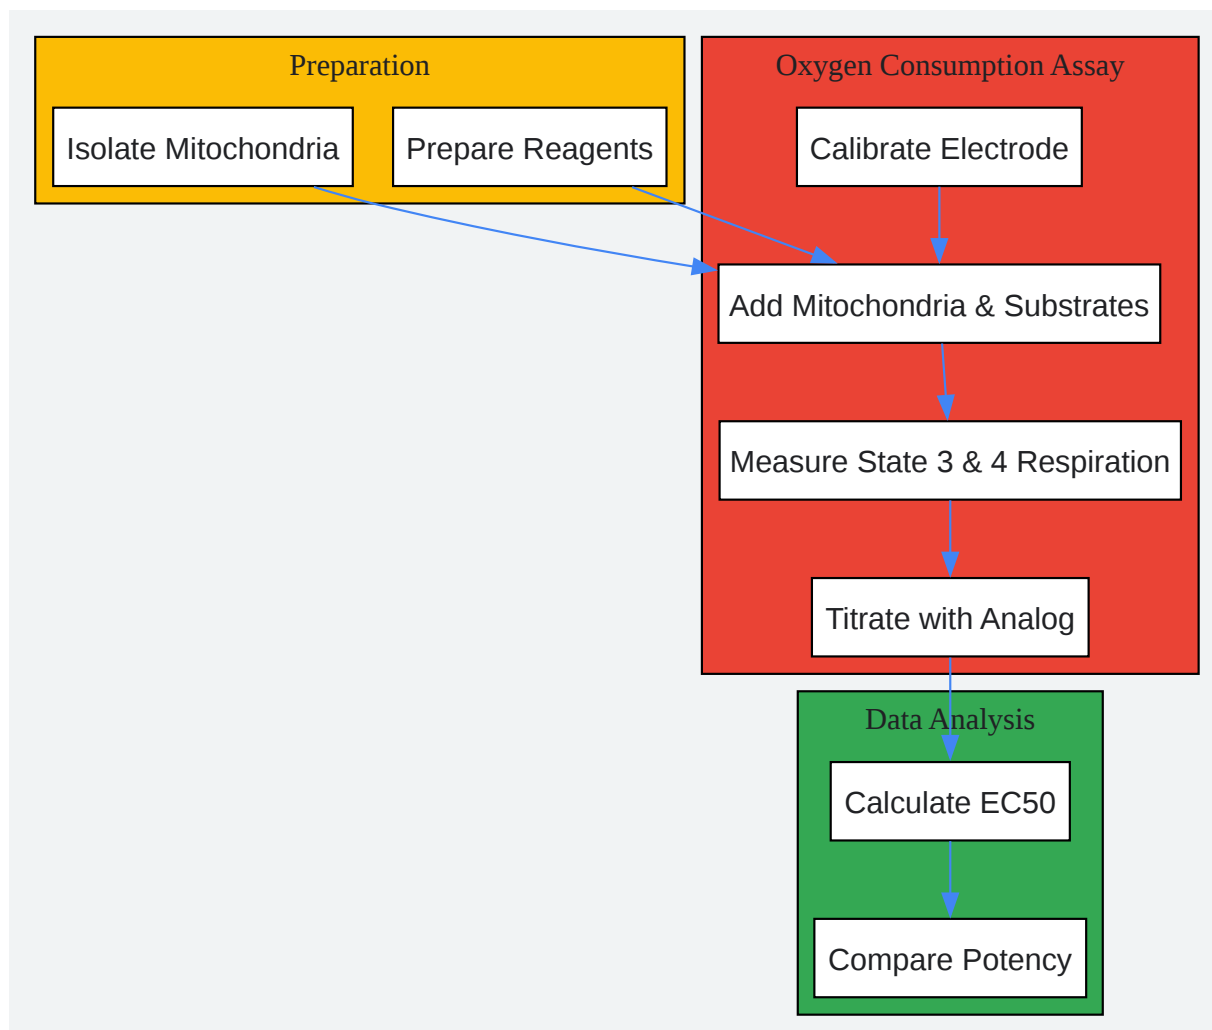 Preparation
Isolate Mitochondria
Prepare Reagents
Oxygen Consumption Assay
Calibrate Electrode
Add Mitochondria & Substrates
Measure State 3 & 4 Respiration
Titrate with Analog
Data Analysis
Calculate EC50
Compare Potency